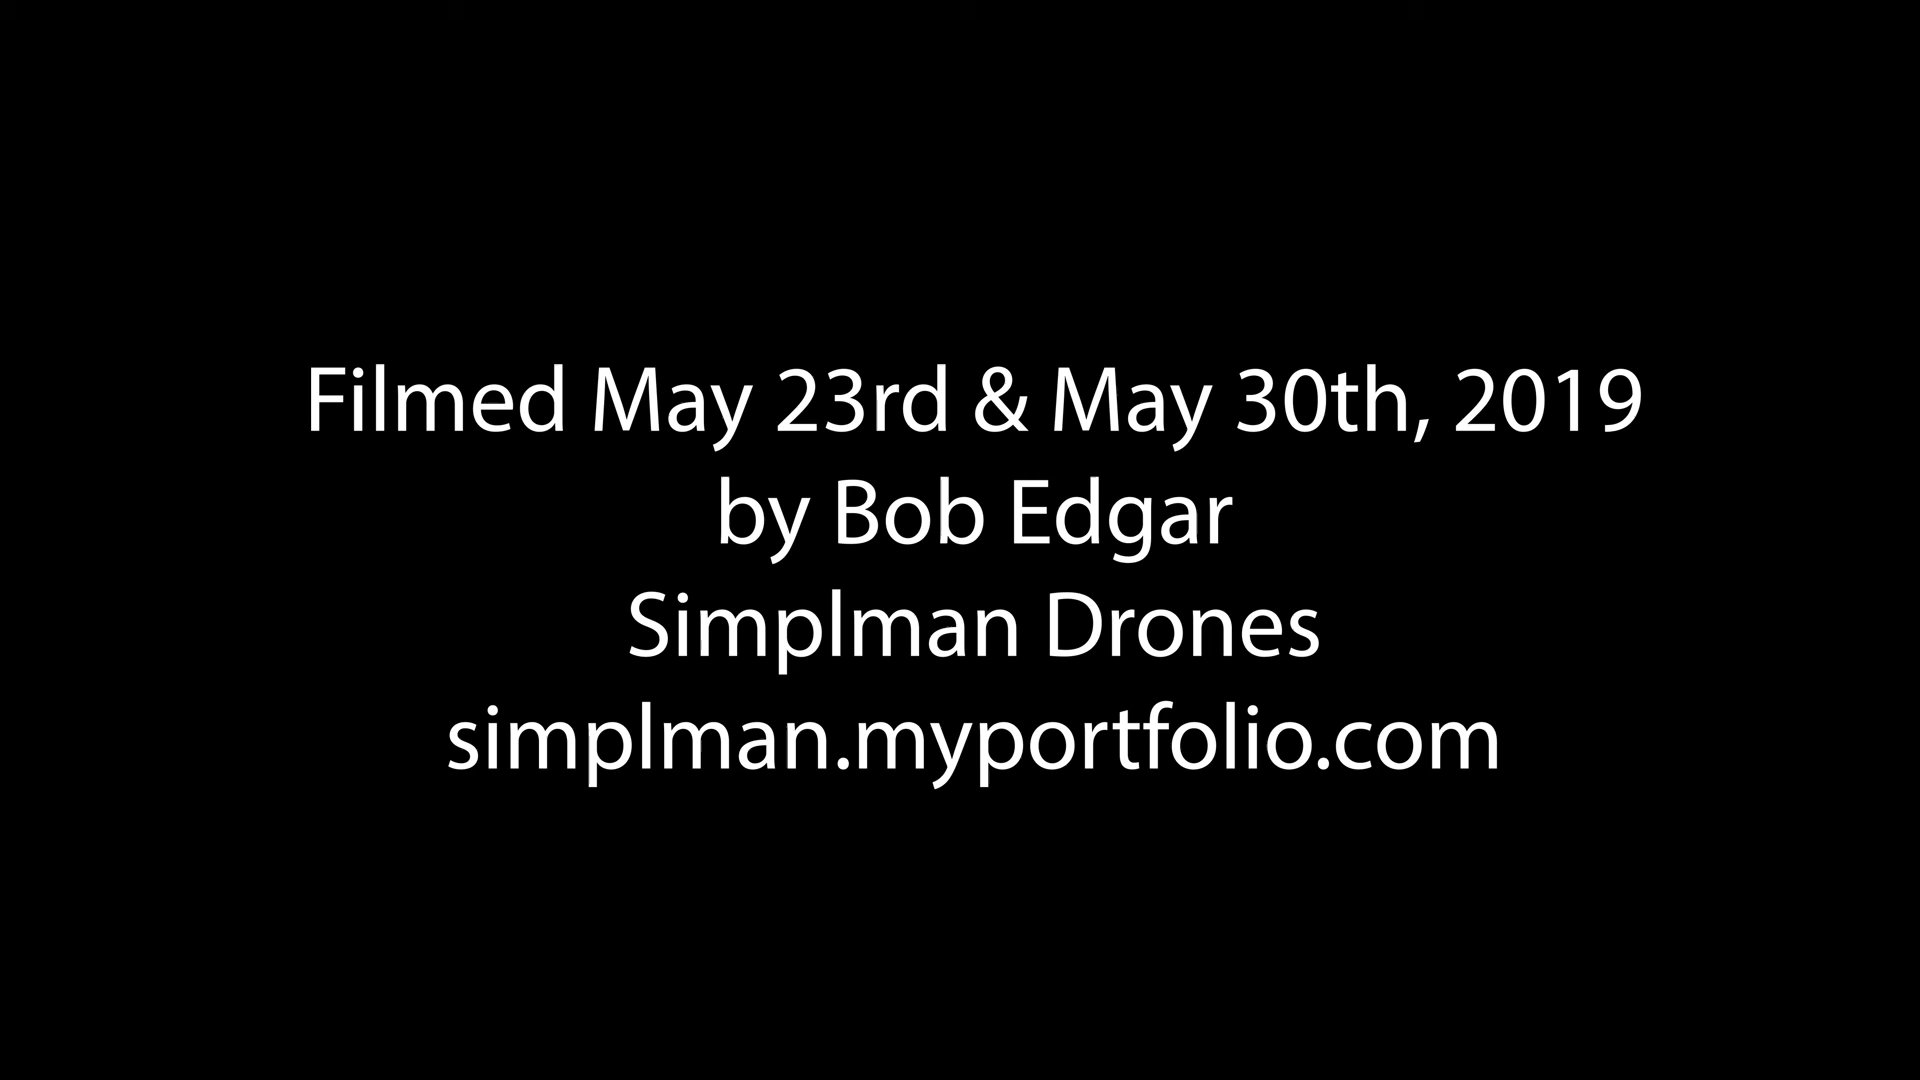 Filmed May 23rd & May 30th, 2019
by Bob Edgar
Simplman Drones
simplman.myportfolio.com